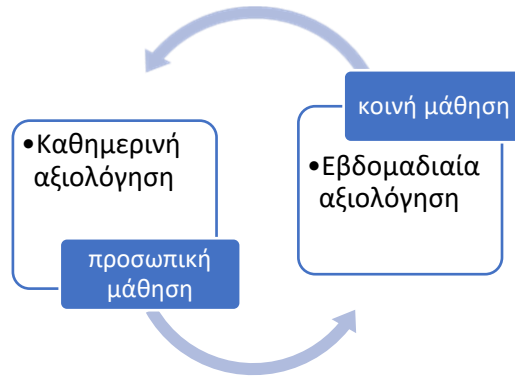 •Καθημερινή
αξιολόγηση
προσωπική
μάθηση
κοινή μάθηση
•Εβδομαδιαία
αξιολόγηση